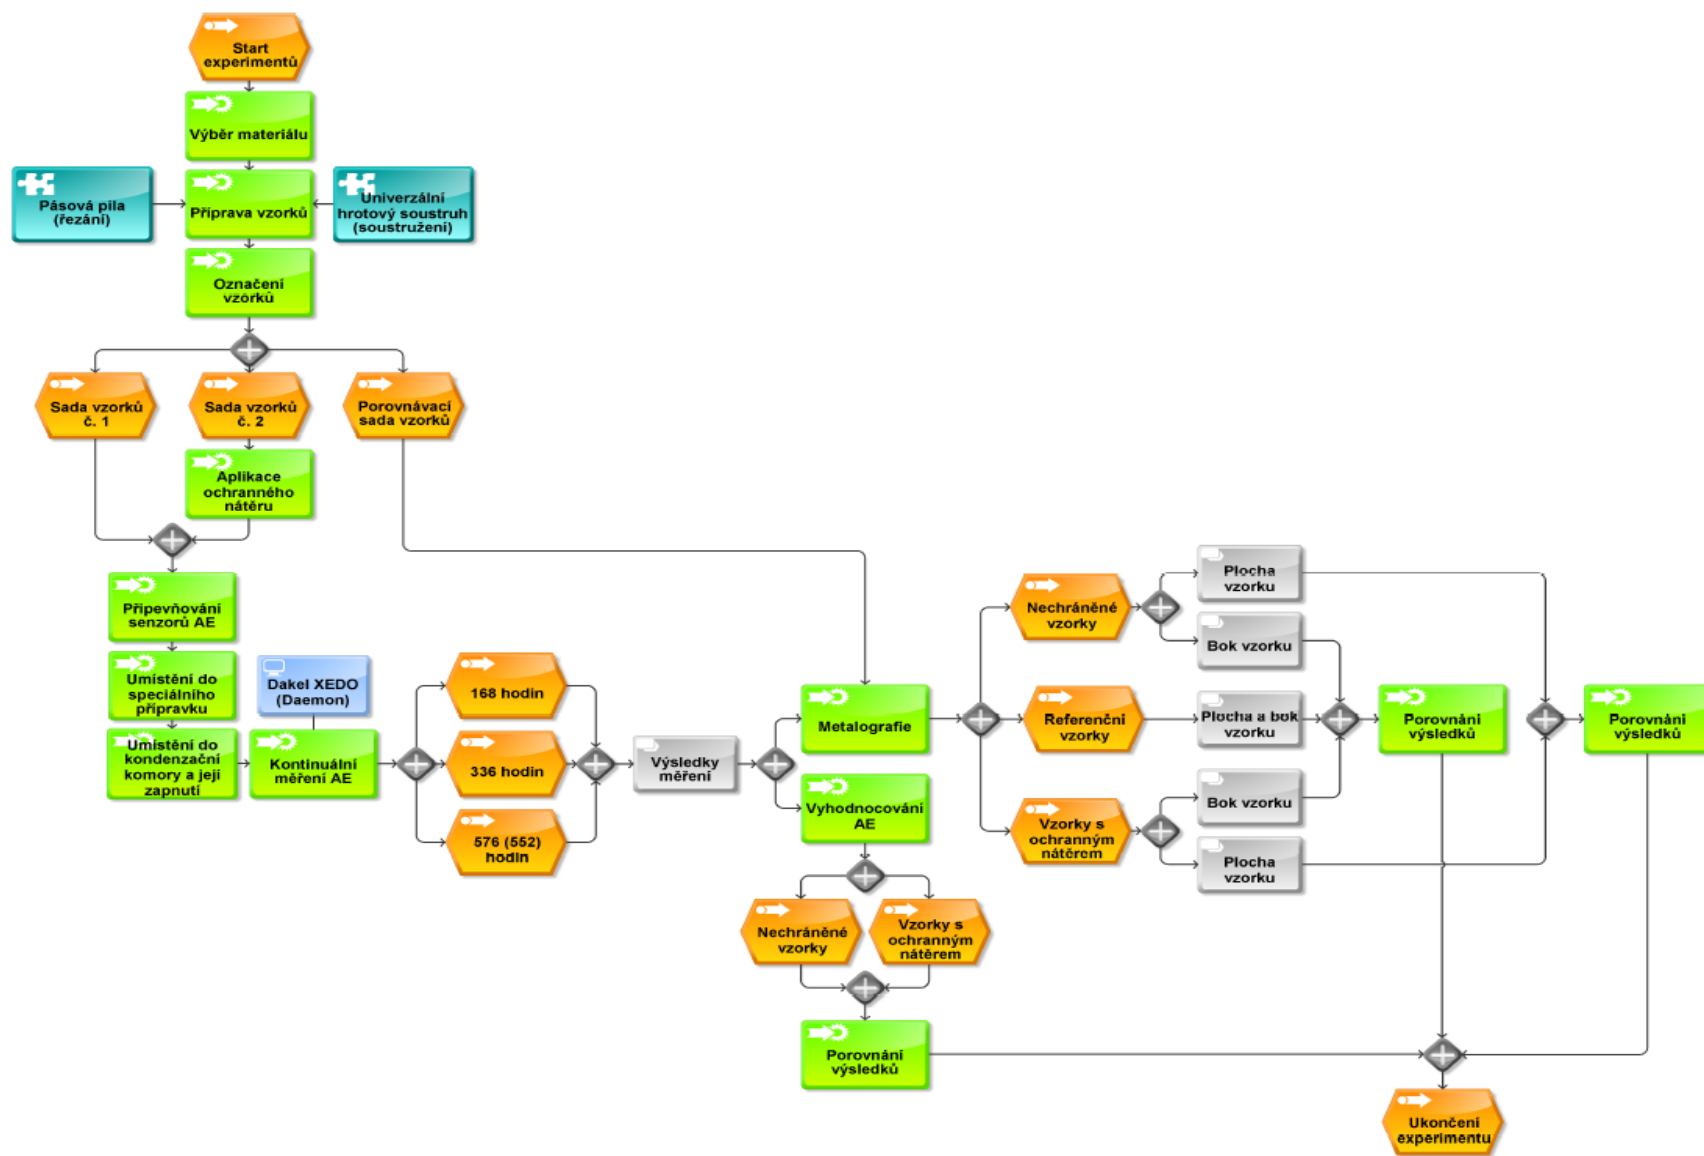 Start
experimentů
Výběr materiálu
Pásová pila
(řezání)
Příprava vzorků
Univerzální
hrotový soustruh
(soustružení)
Označení
vzorků
Sada vzorků
č. 1
Sada vzorků
č. 2
Porovnávací
sada vzorků
Aplikace
ochranného
nátěru
Připevňování
senzorů AE
Umístění do
speciálního
přípravku
Umístění do
kondenzační
komory a její
zapnutí
Dakel XEDO
(Daemon)
Kontinuální
měření AE
168 hodin
336 hodin
576 (552)
hodin
Výsledky
měření
Metalografie
Vyhodnocování
AE
Nechráněné
vzorky
Vzorky s
ochranným
nátěrem
Porovnání
výsledků
Nechráněné
vzorky
Referenční
vzorky
Vzorky s
ochranným
nátěrem
Plocha
vzorku
Bok vzorku
Plocha a bok
vzorku
Bok vzorku
Plocha
vzorku
Porovnání
výsledků
Porovnání
výsledků
Ukončení
experimentu